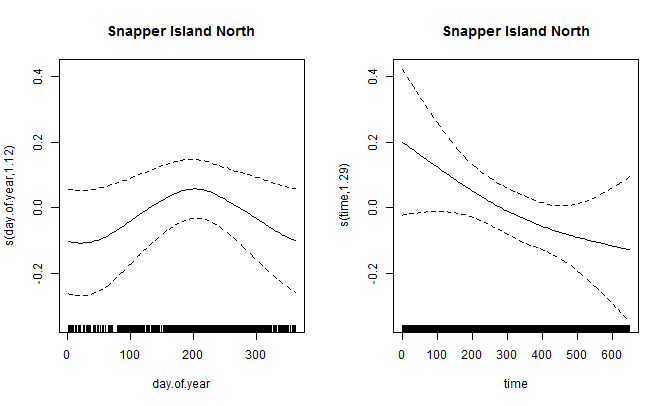 Snapper Island North
s(day.of.year,1.12)
0.4
0.2
0.0
-0.2
0 100 200 300
day.of.year
Snapper Island North
s(time,1.29)
0.4
0.2
0.0
-0.2
0 100 200 300 400 500 600
time